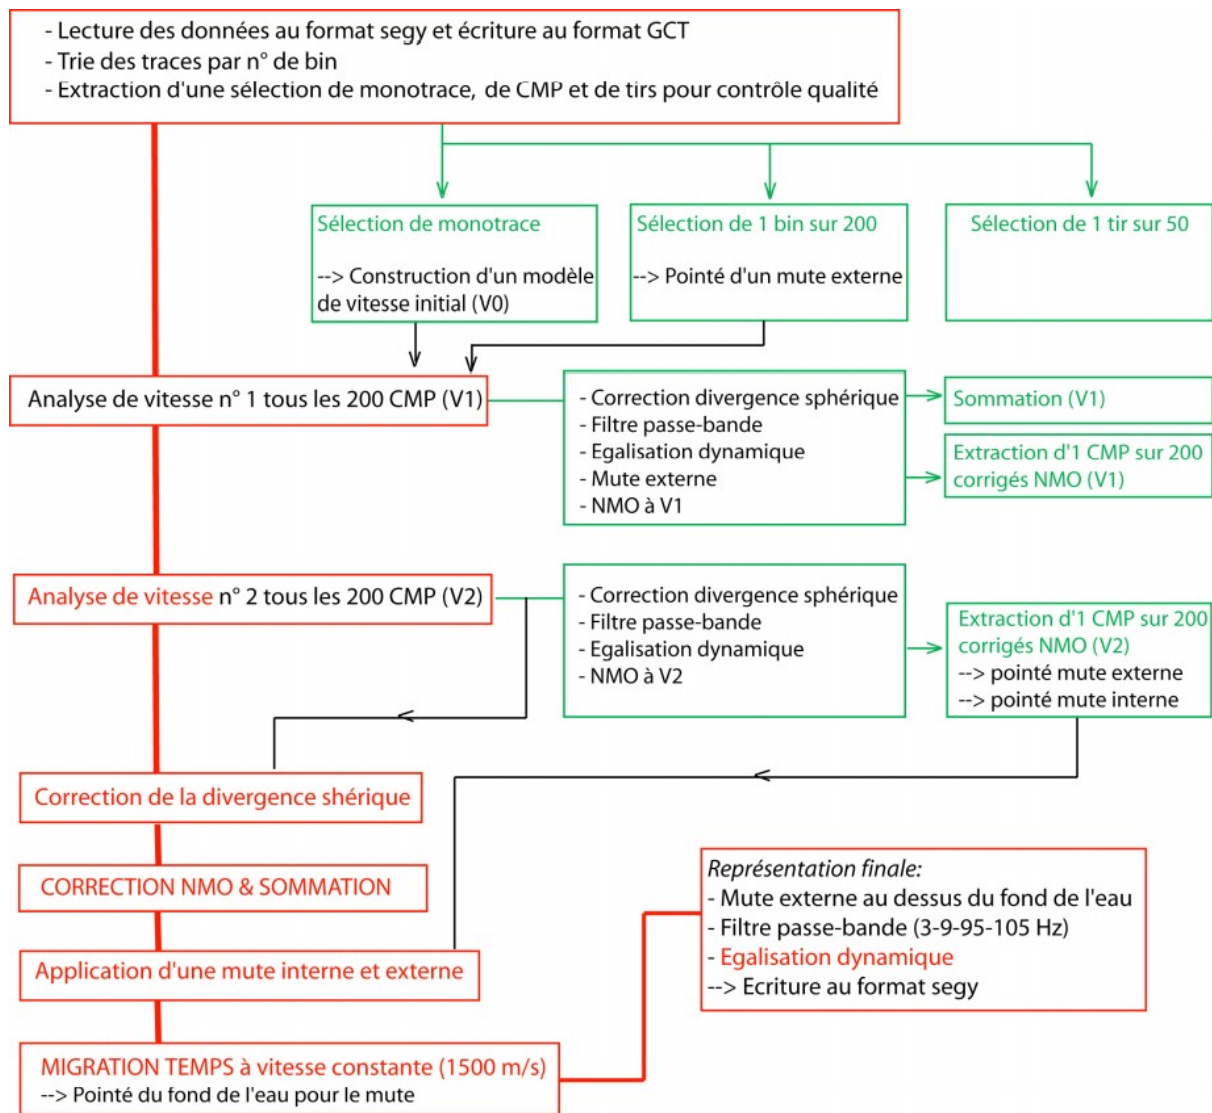 - Lecture des données au format segy et écriture au format GCT
- Trie des traces par n° de bin
- Extraction d'une sélection de monotrace, de CMP et de tirs pour contrôle qualité
Sélection de monotrace
--> Construction d'un modèle
de vitesse initial (V0)
Sélection de 1 bin sur 200
--> Pointé d'un mute externe
Sélection de 1 tir sur 50
Analyse de vitesse n° 1 tous les 200 CMP (V1)
- Correction divergence sphérique
- Filtre passe-bande
- Egalisation dynamique
- Mute externe
- NMO à V1
Sommation (V1)
Extraction d'1 CMP sur 200
corrigés NMO (V1)
Analyse de vitesse n° 2 tous les 200 CMP (V2)
- Correction divergence sphérique
- Filtre passe-bande
- Egalisation dynamique
- NMO à V2
Extraction d'1 CMP sur 200
corrigés NMO (V2)
--> pointé mute externe
--> pointé mute interne
Correction de la divergence shérique
CORRECTION NMO & SOMMATION
Application d'une mute interne et externe
MIGRATION TEMPS à vitesse constante (1500 m/s)
--> Pointé du fond de l'eau pour le mute
Représentation finale:
- Mute externe au dessus du fond de l'eau
- Filtre passe-bande (3-9-95-105 Hz)
- Egalisation dynamique
--> Ecriture au format segy